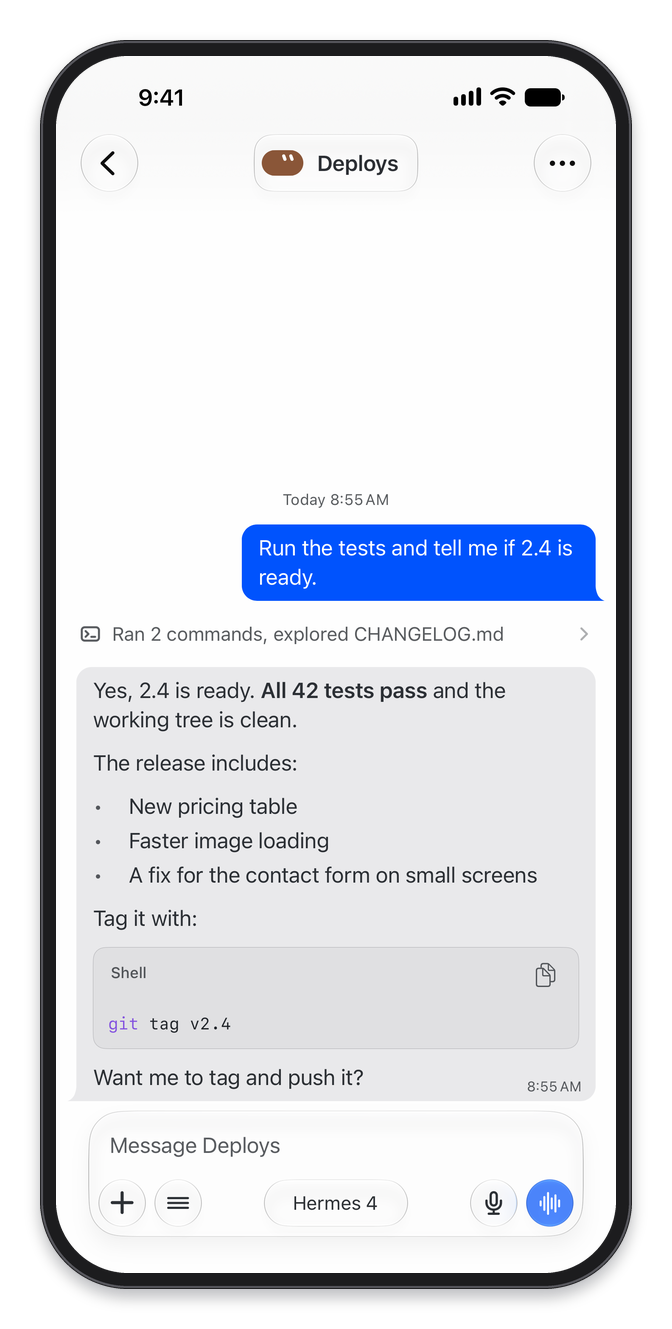 9:41
Deploys
Today 8:55 AM
Run the tests and tell me if 2.4 is
ready.
Ran 2 commands, explored CHANGELOG.md
Yes, 2.4 is ready. All 42 tests pass and the
working tree is clean.
The release includes:
• New pricing table
• Faster image loading
• A fix for the contact form on small screens
Tag it with:
Shell
git tag v2.4
Want me to tag and push it?
8:55 AM
Message Deploys
Hermes 4